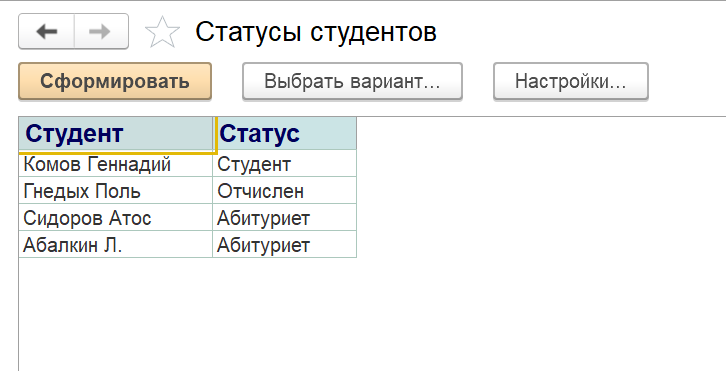 Статусы студентов
Сформировать Выбрать вариант... Настройки...
Студент Статус
Комов Геннадий Студент
Гнедых Поль Отчислен
Сидоров Атос Абитуриет
Абалкин Л. Абитуриет